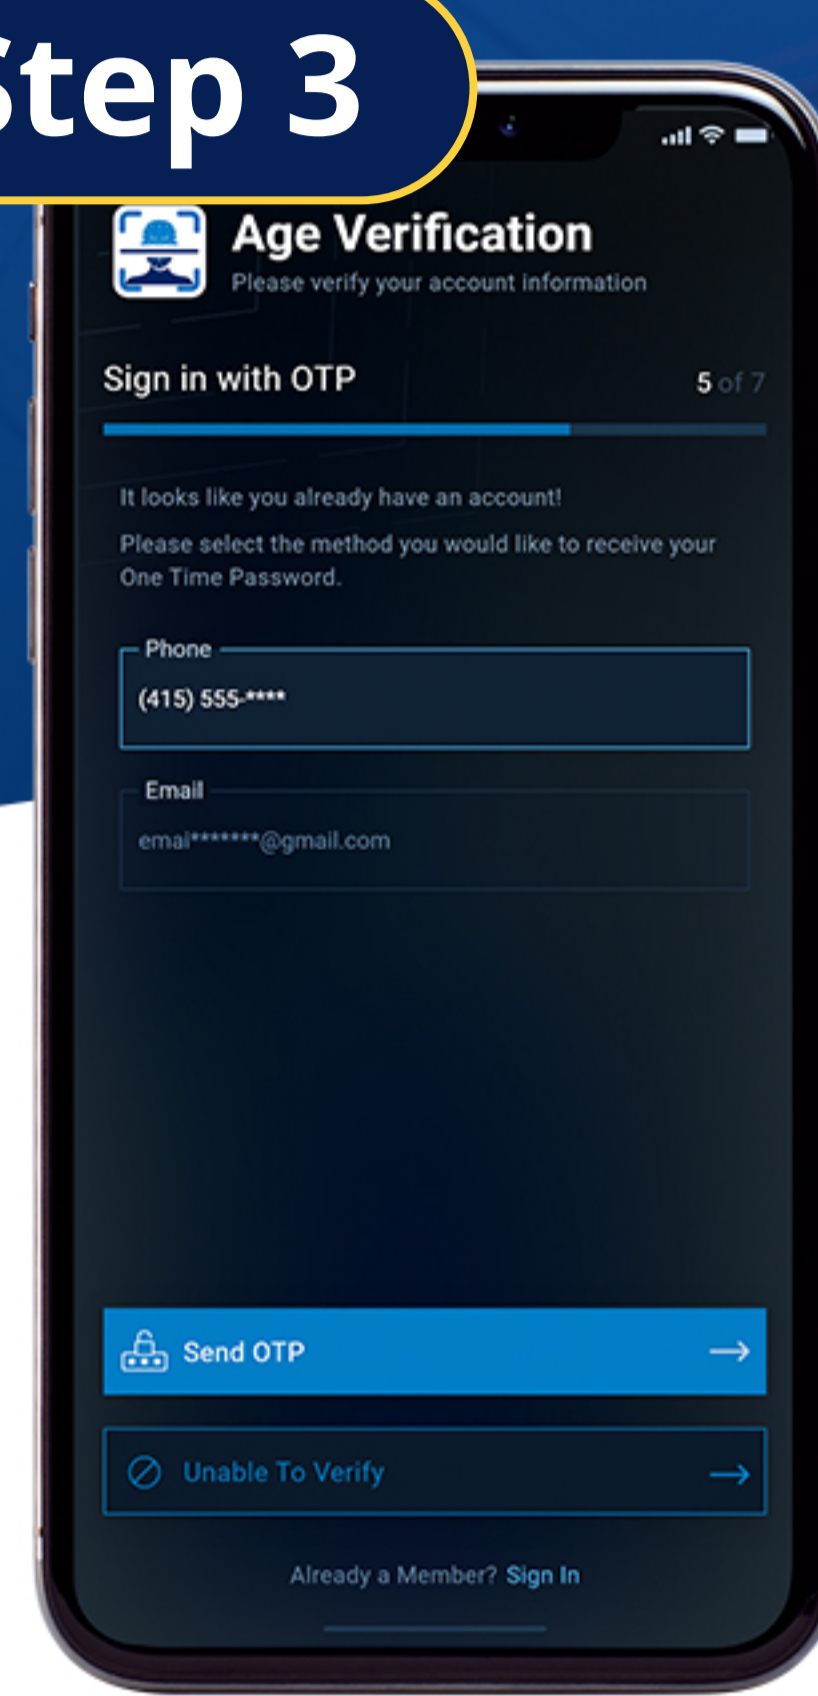 Step 3
Age Verification
Please verify your account information
Sign in with OTP
5 of 7
It looks like you already have an account!
Please select the method you would like to receive your
One Time Password.
Phone
(415) 555-****
Email
emai*******@gmail.com
Send OTP
Unable To Verify
Already a Member? Sign In